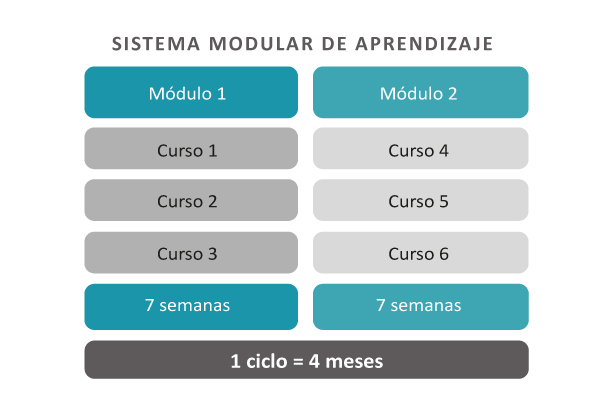 SISTEMA MODULAR DE APRENDIZAJE
Módulo 1
Módulo 2
Curso 1
Curso 4
Curso 2
Curso 5
Curso 3
Curso 6
7 semanas
7 semanas
1 ciclo = 4 meses